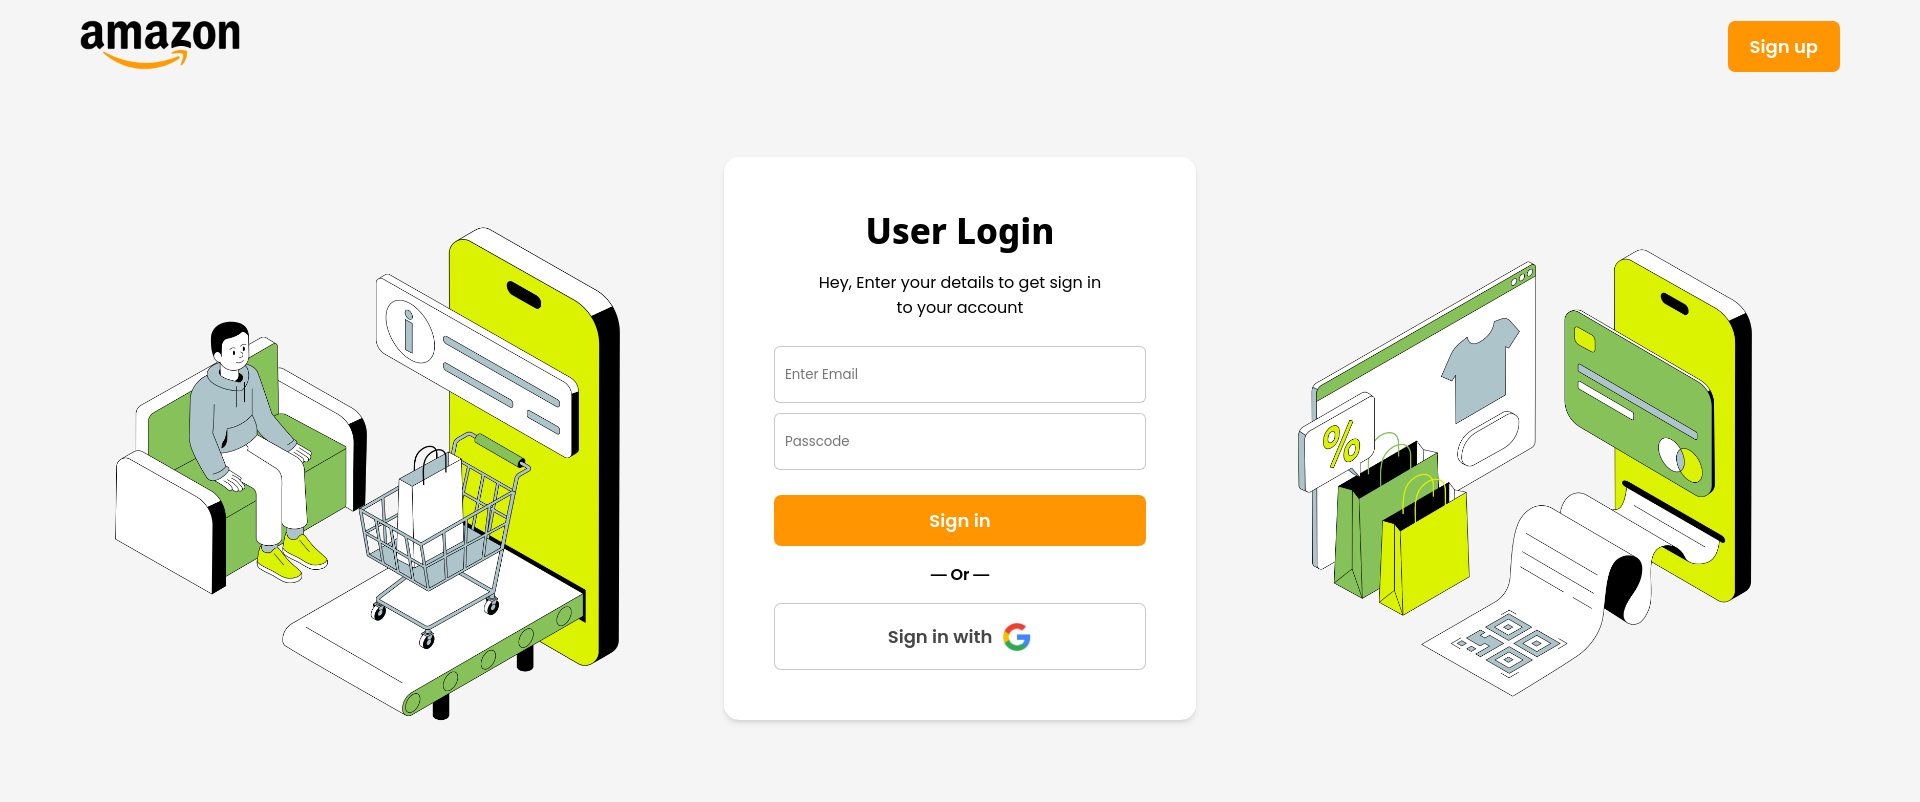 amazon
Sign up
User Login
Hey, Enter your details to get sign in
to your account
Enter Email
Passcode
Sign in
— Or —
Sign in with
%